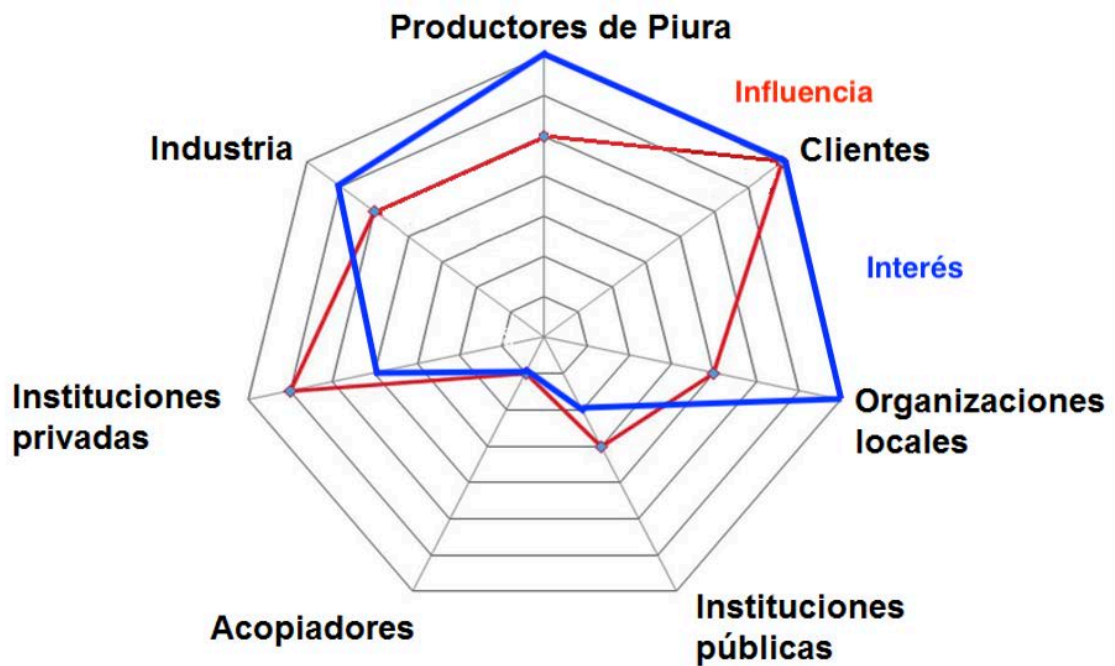 Productores de Piura
Influencia
Industria
Clientes
Interés
Instituciones
privadas
Organizaciones
locales
Acopiadores
Instituciones
públicas